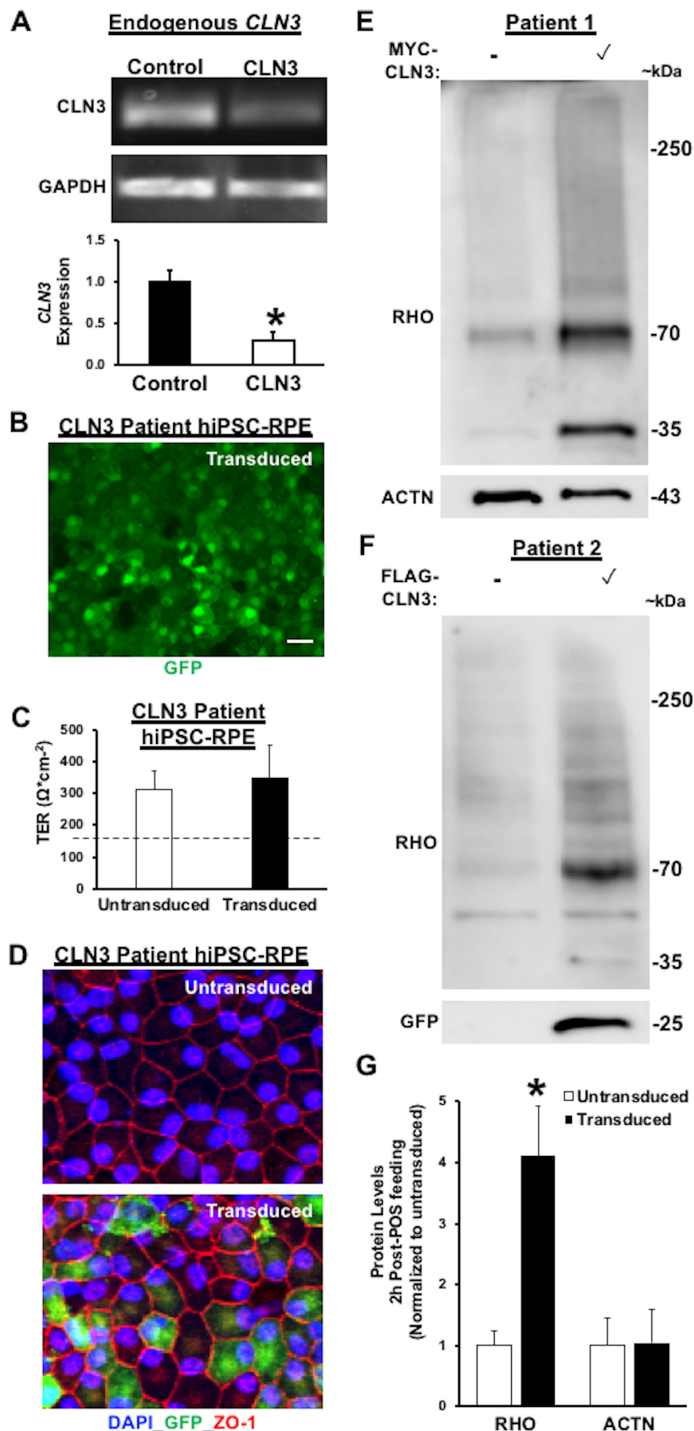 A
Endogenous CLN3
Control CLN3
CLN3
GAPDH
1.5
1.0
0.5
0.0
CLN3
Expression
*
Control CLN3
B
CLN3 Patient hiPSC-RPE
Transduced
GFP
C
CLN3 Patient
hiPSC-RPE
TER (Ω*cm-2)
500
400
300
200
100
0
Untransduced Transduced
D
CLN3 Patient hiPSC-RPE
Untransduced
Transduced
DAPI_GFP_ZO-1
E
Patient 1
MYC-
CLN3: - ✓ ~kDa
-250
RHO
-70
-35
ACTN -43
F
Patient 2
FLAG-
CLN3: - ✓ ~kDa
-250
RHO
-70
-35
GFP -25
G
Protein Levels
2h Post-POS feeding
(Normalized to untransduced)
5
4
3
2
1
0
*
Untransduced
Transduced
RHO ACTN